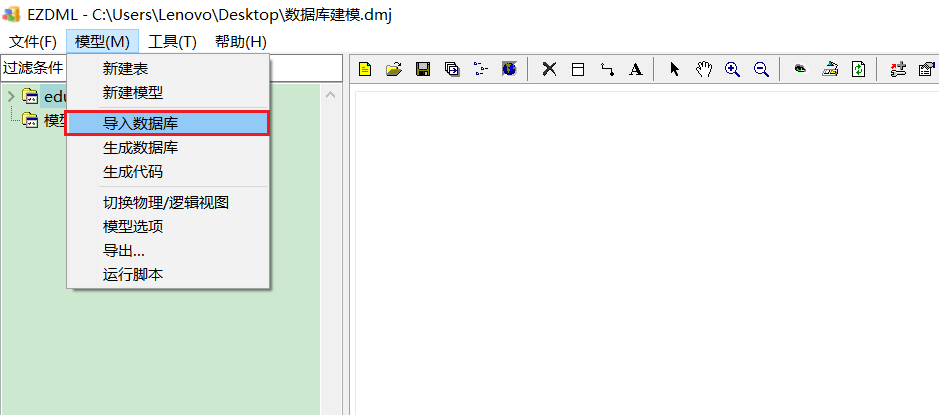 EZDML - C:\Users\Lenovo\Desktop\数据库建模.dmj
文件(F) 模型(M) 工具(T) 帮助(H)
过滤条件
新建表
新建模型
edu
导入数据库
生成数据库
生成代码
切换物理/逻辑视图
模型选项
导出...
运行脚本
A